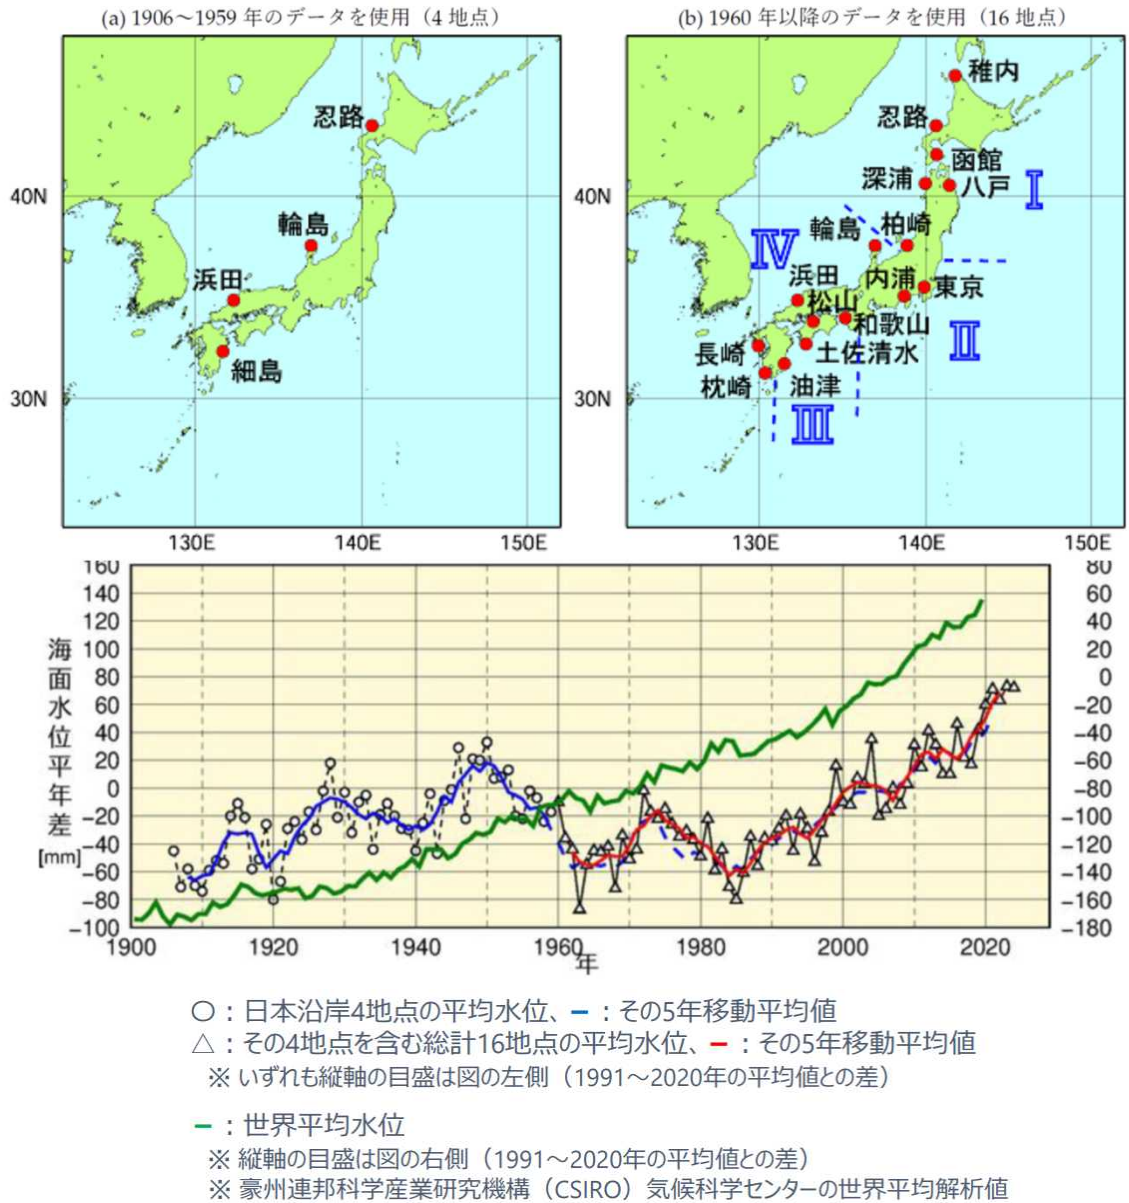 (a) 1906～1959 年のデータを使用（4 地点）
忍路
40N
輪島
浜田
細島
30N
130E 140E 150E
(b) 1960 年以降のデータを使用（16 地点）
稚内
忍路
函館
深浦
八戸
I
40N
輪島
柏崎
IV
浜田
内浦
東京
松山
和歌山
II
長崎
土佐清水
枕崎
油津
30N
III
130E 140E 150E
海面水位平年差
[mm]
160
140
120
100
80
60
40
20
0
−20
−40
−60
−80
−100
80
60
40
20
0
−20
−40
−60
−80
−100
−120
−140
−160
−180
1900 1920 1940 1960 1980 2000 2020
年
○：日本沿岸4地点の平均水位、－：その5年移動平均値
△：その4地点を含む総計16地点の平均水位、－：その5年移動平均値
※ いずれも縦軸の目盛は図の左側（1991～2020年の平均値との差）
－：世界平均水位
※ 縦軸の目盛は図の右側（1991～2020年の平均値との差）
※ 豪州連邦科学産業研究機構（CSIRO）気候科学センターの世界平均解析値